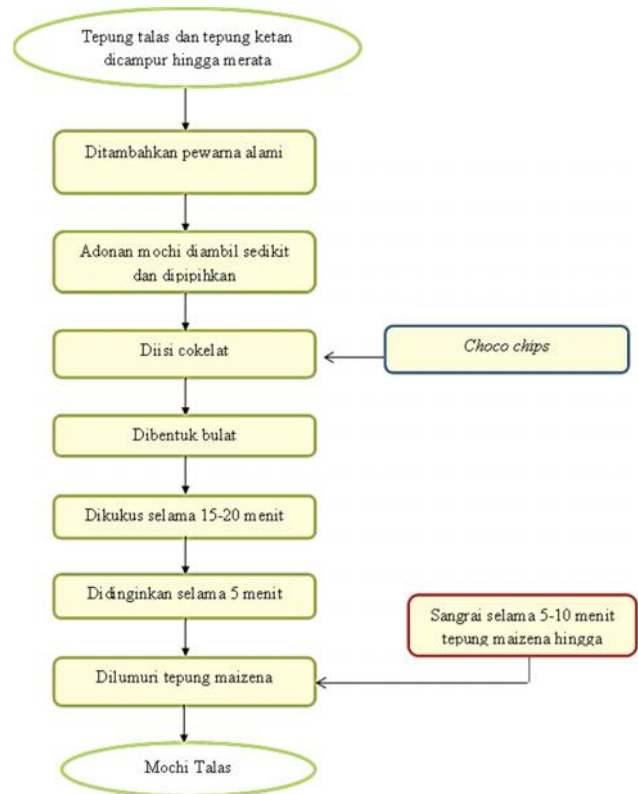 Tepung talas dan tepung ketan
dicampur hingga merata
Ditambahkan pewarna alami
Adonan mochi diambil sedikit
dan dipipihkan
Diisi cokelat
Choco chips
Dibentuk bulat
Dikukus selama 15-20 menit
Didinginkan selama 5 menit
Sangrai selama 5-10 menit
tepung maizena hingga
Dilumuri tepung maizena
Mochi Talas